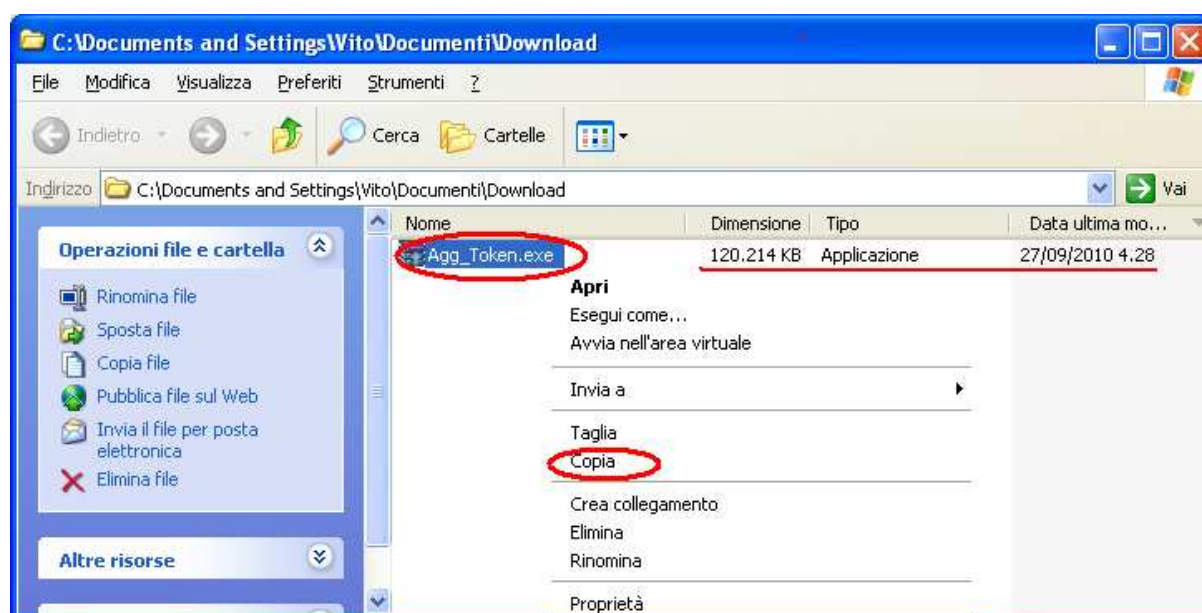 C:\Documents and Settings\Vito\Documenti\Download
File Modifica Visualizza Preferiti Strumenti ?
Indietro Cerca Cartelle
Indirizzo C:\Documents and Settings\Vito\Documenti\Download Vai
Nome Dimensione Tipo Data ultima mo...
Agg_Token.exe 120.214 KB Applicazione 27/09/2010 4.28
Operazioni file e cartella
Rinomina file
Sposta file
Copia file
Pubblica file sul Web
Invia il file per posta
elettronica
Elimina file
Altre risorse
Apri
Esegui come...
Avvia nell'area virtuale
Invia a
Taglia
Copia
Crea collegamento
Elimina
Rinomina
Proprietà